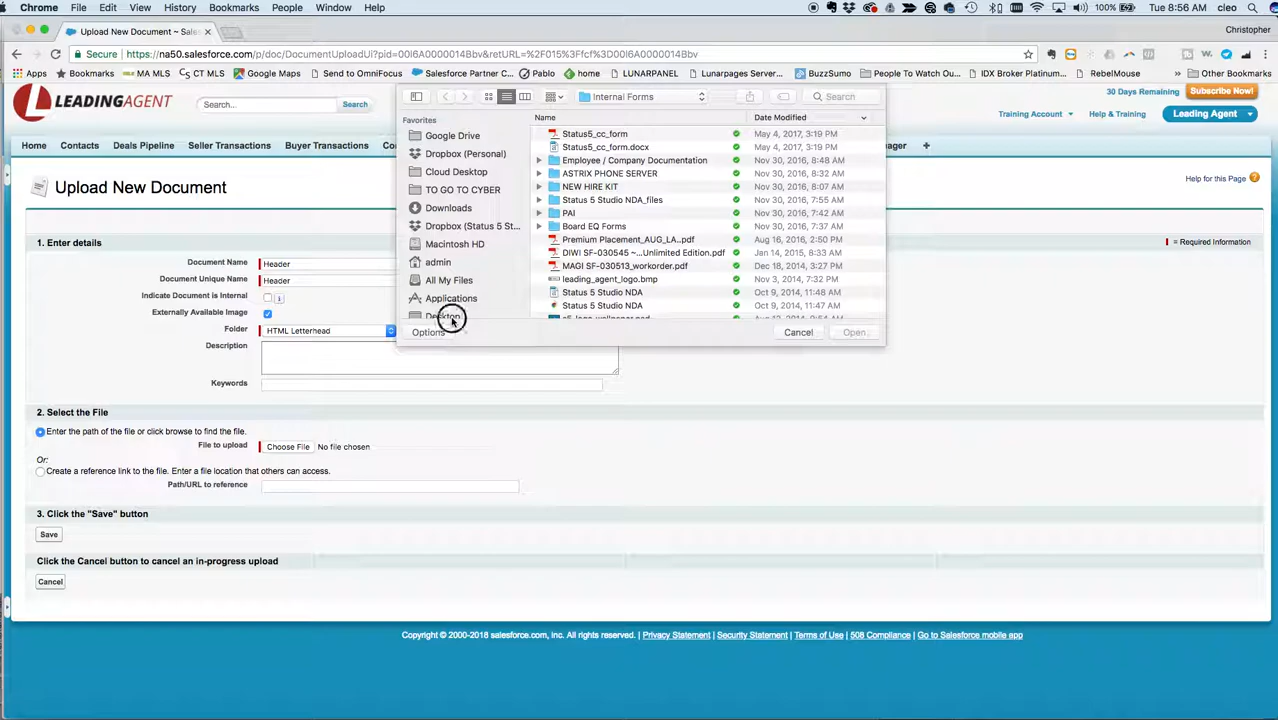 Chrome File Edit View History Bookmarks People Window Help 100% Tue 8:56 AM cleo
Upload New Document ~ Sales Christopher
Secure https://na50.salesforce.com/p/doc/DocumentUploadUi?pid=00l6A0000014Bbv&retURL=%2F015%3Ffcf%3D00l6A0000014Bbv
Apps Bookmarks MA MLS CT MLS Google Maps Send to OmniFocus Salesforce Partner C... Pablo home LUNARPANEL Lunarpages Server... BuzzSumo People To Watch Ou... IDX Broker Platinum... RebelMouse » Other Bookmarks
LEADINGAGENT
Search...
Search
30 Days Remaining Subscribe Now!
Training Account Help & Training Leading Agent
Home Contacts Deals Pipeline Seller Transactions Buyer Transactions
Upload New Document
Help for this Page
1. Enter details
= Required Information
Document Name Header
Document Unique Name Header
Indicate Document is Internal
Externally Available Image
Folder HTML Letterhead
Description
Keywords
2. Select the File
Enter the path of the file or click browse to find the file.
File to upload Choose File No file chosen
Or:
Create a reference link to the file. Enter a file location that others can access.
Path/URL to reference
3. Click the "Save" button
Save
Click the Cancel button to cancel an in-progress upload
Cancel
Internal Forms
Search
Favorites
Google Drive
Dropbox (Personal)
Cloud Desktop
TO GO TO CYBER
Downloads
Dropbox (Status 5 St...
Macintosh HD
admin
All My Files
Applications
Desktop
Name Date Modified
Status5_cc_form May 4, 2017, 3:19 PM
Status5_cc_form.docx May 4, 2017, 3:19 PM
Employee / Company Documentation Nov 30, 2016, 8:48 AM
ASTRIX PHONE SERVER Nov 30, 2016, 8:32 AM
NEW HIRE KIT Nov 30, 2016, 8:07 AM
Status 5 Studio NDA_files Nov 30, 2016, 7:55 AM
PAI Nov 30, 2016, 7:42 AM
Board EQ Forms Nov 30, 2016, 7:37 AM
Premium Placement_AUG_LA...pdf Aug 16, 2016, 2:50 PM
DIWI SF-030545 ~...Unlimited Edition.pdf Jan 14, 2015, 8:33 AM
MAGI SF-030513_workorder.pdf Dec 18, 2014, 3:27 PM
leading_agent_logo.bmp Nov 3, 2014, 7:32 PM
Status 5 Studio NDA Oct 9, 2014, 11:48 AM
Status 5 Studio NDA Oct 9, 2014, 11:47 AM
Options Cancel Open
Copyright © 2000-2018 salesforce.com, inc. All rights reserved. | Privacy Statement | Security Statement | Terms of Use | 508 Compliance | Go to Salesforce mobile app